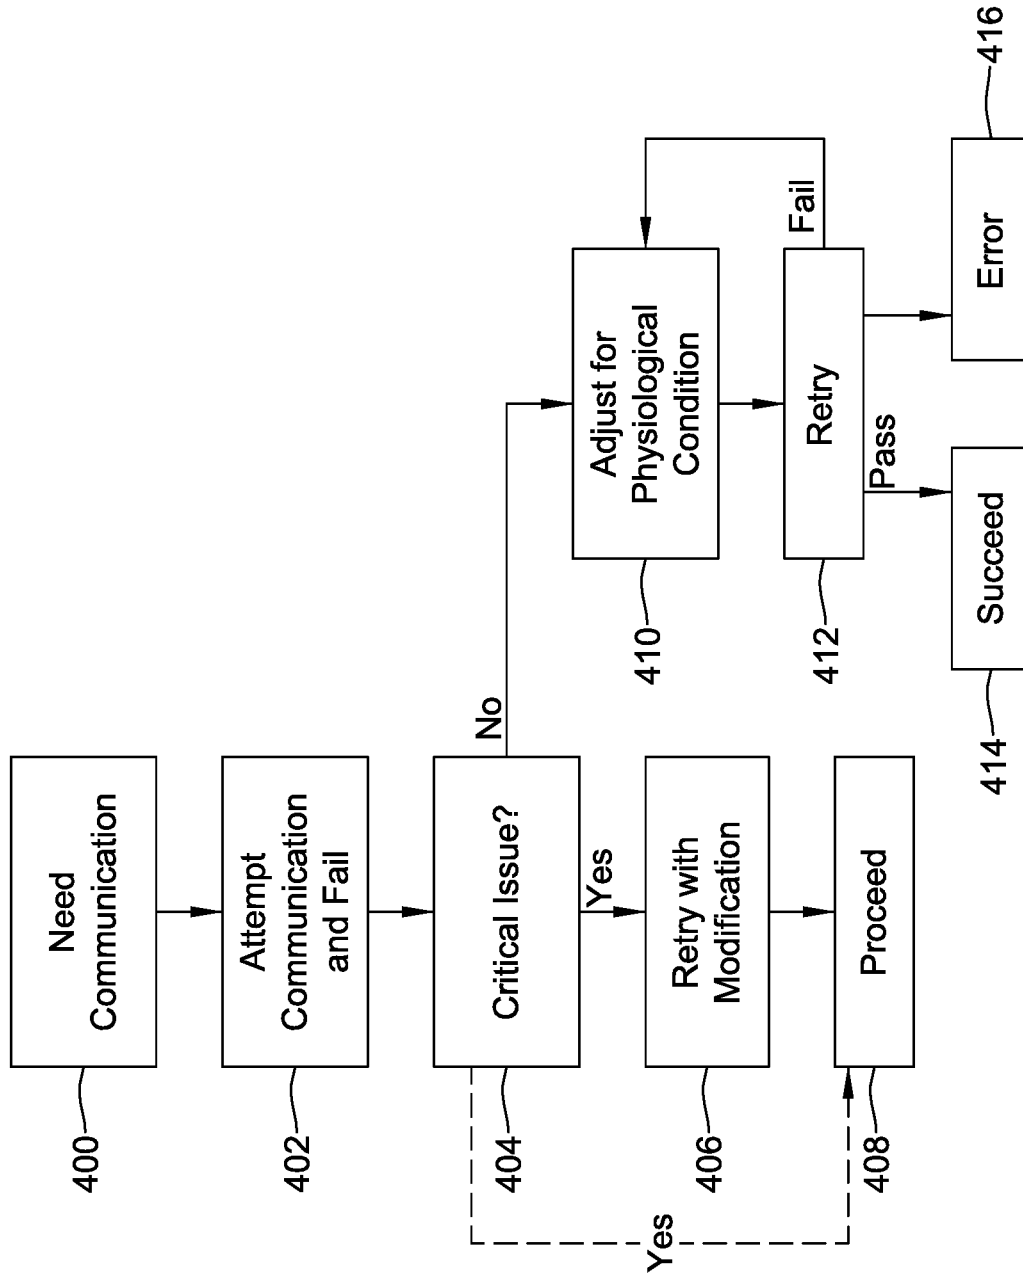 400
Need
Communication
402
Attempt
Communication
and Fail
404
Critical Issue?
No
Yes
Yes
406
Retry with
Modification
408
Proceed
410
Adjust for
Physiological
Condition
412
Retry
Fail
Pass
414
Succeed
416
Error